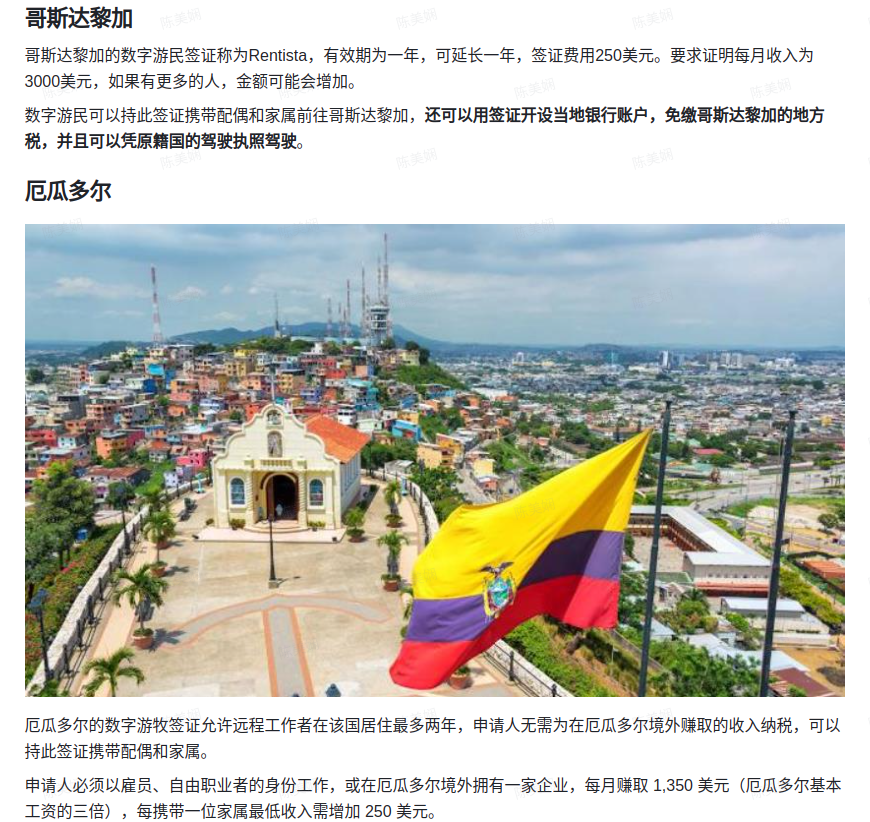 哥斯达黎加
哥斯达黎加的数字游民签证称为Rentista，有效期为一年，可延长一年，签证费用250美元。要求证明每月收入为
3000美元，如果有更多的人，金额可能会增加。
数字游民可以持此签证携带配偶和家属前往哥斯达黎加，还可以用签证开设当地银行账户，免缴哥斯达黎加的地方
税，并且可以凭原籍国的驾驶执照驾驶。
厄瓜多尔
厄瓜多尔的数字游牧签证允许远程工作者在该国居住最多两年，申请人无需为在厄瓜多尔境外赚取的收入纳税，可以
持此签证携带配偶和家属。
申请人必须以雇员、自由职业者的身份工作，或在厄瓜多尔境外拥有一家企业，每月赚取 1,350 美元（厄瓜多尔基本
工资的三倍），每携带一位家属最低收入需增加 250 美元。